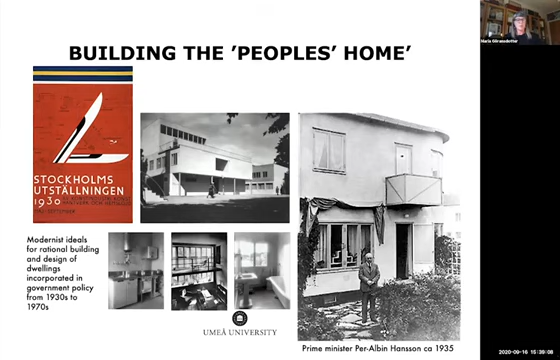 Maria Göransdotter
BUILDING THE ’PEOPLES’ HOME’
STOCKHOLMS
UTSTÄLLNINGEN
1930
Modernist ideals
for rational building
and design of
dwellings
incorporated in
government policy
from 1930s to
1970s
UMEÅ UNIVERSITY
Prime minister Per-Albin Hansson ca 1935
2020-09-16 15:39:08